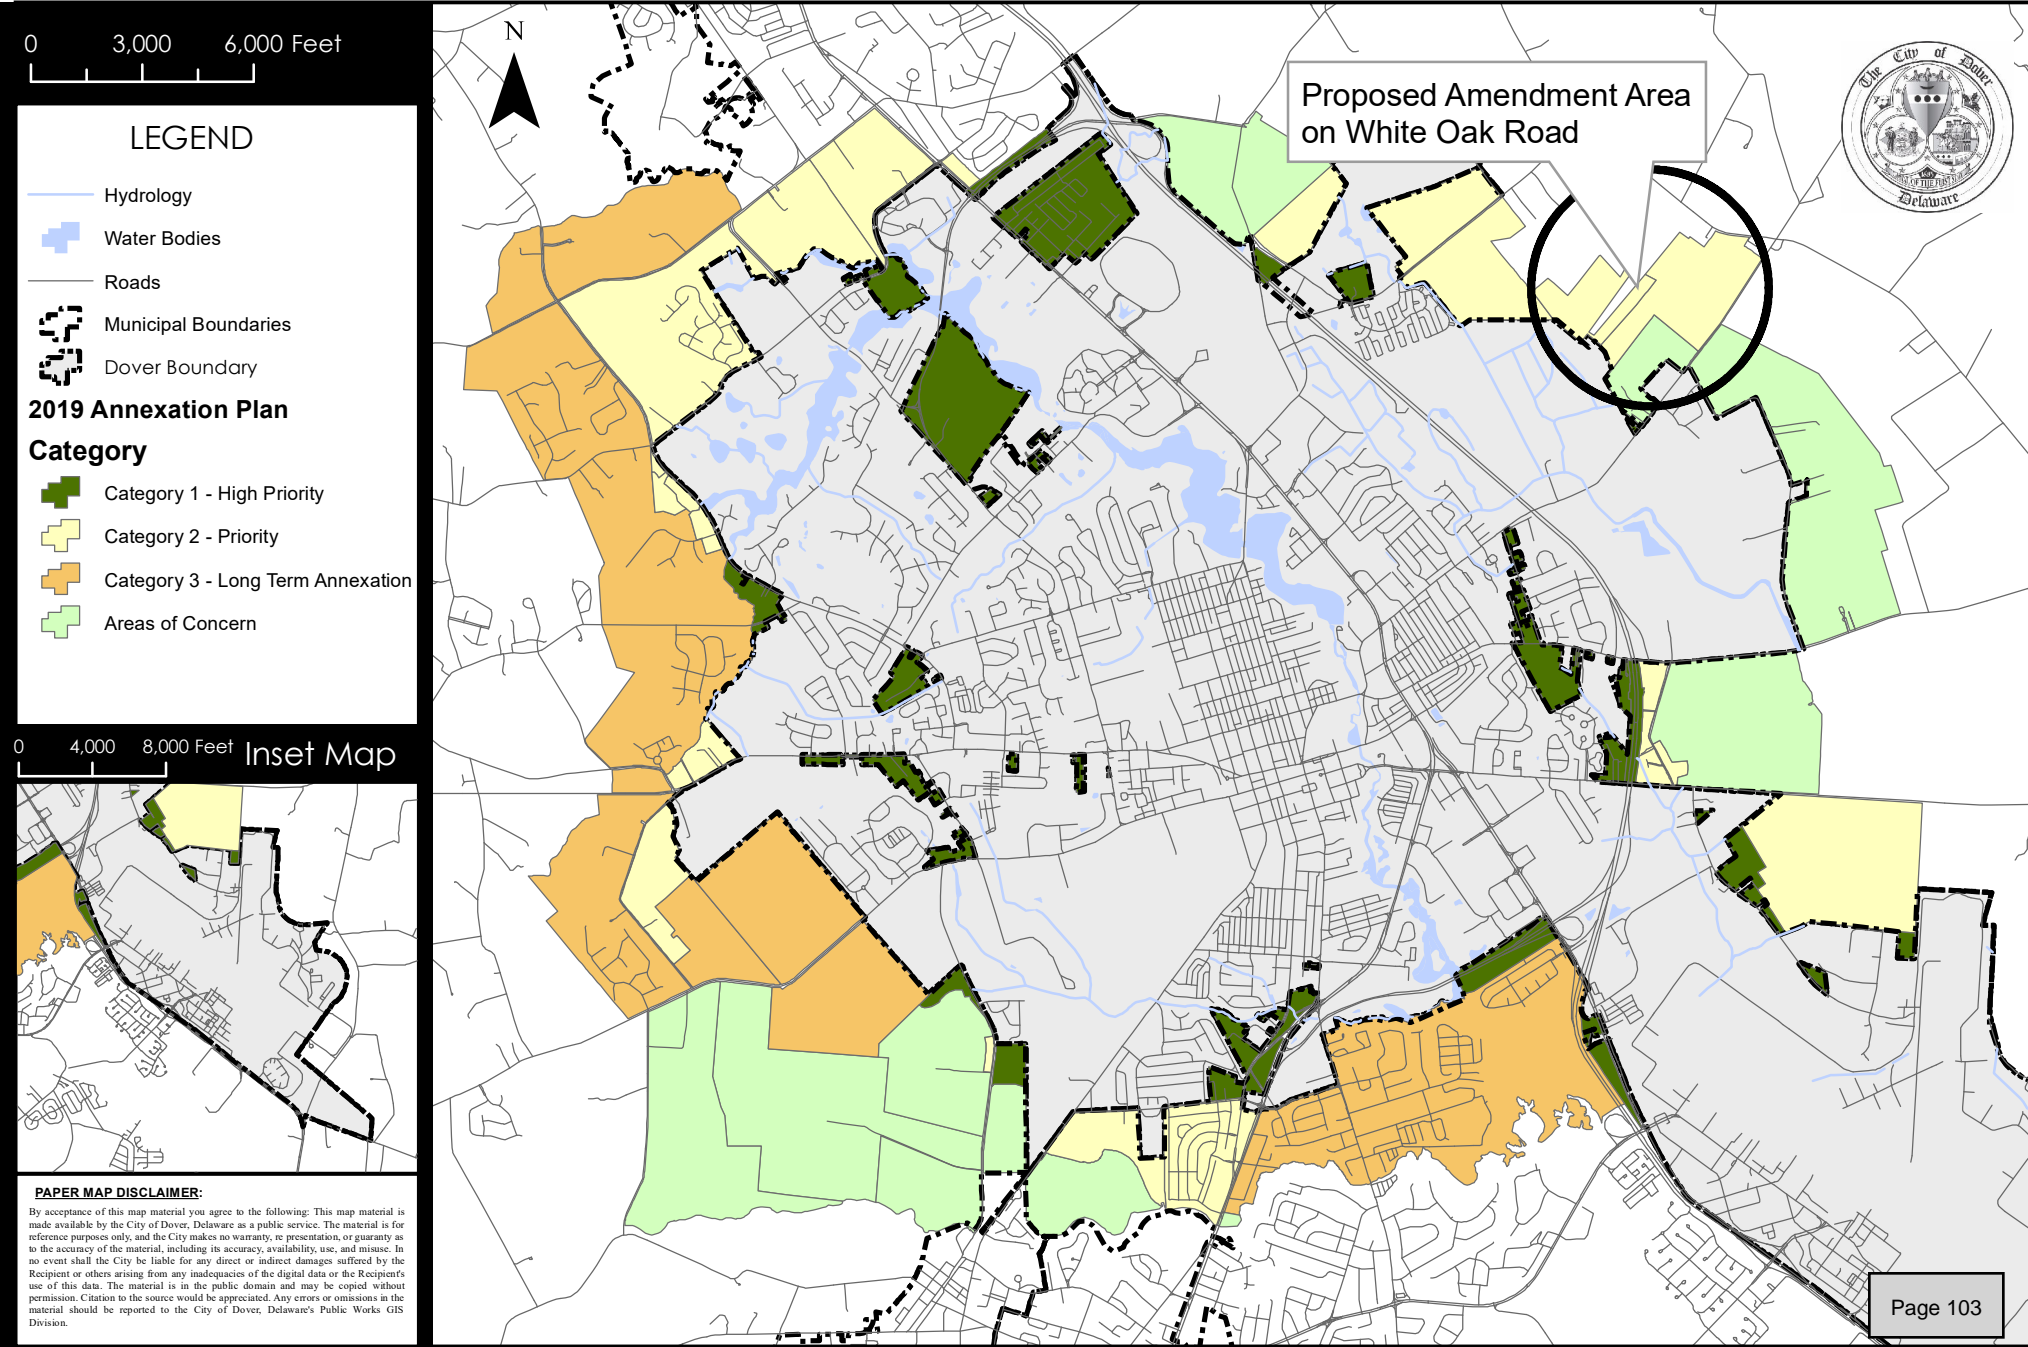 0 3,000 6,000 Feet
LEGEND
Hydrology
Water Bodies
Roads
Municipal Boundaries
Dover Boundary
2019 Annexation Plan
Category
Category 1 - High Priority
Category 2 - Priority
Category 3 - Long Term Annexation
Areas of Concern
0 4,000 8,000 Feet Inset Map
PAPER MAP DISCLAIMER:
By acceptance of this map material you agree to the following: This map material is
made available by the City of Dover, Delaware as a public service. The material is for
reference purposes only, and the City makes no warranty, re presentation, or guaranty as
to the accuracy of the material, including its accuracy, availability, use, and misuse. In
no event shall the City be liable for any direct or indirect damages suffered by the
Recipient or others arising from any inadequacies of the digital data or the Recipient's
use of this data. The material is in the public domain and may be copied without
permission. Citation to the source would be appreciated. Any errors or omissions in the
material should be reported to the City of Dover, Delaware's Public Works GIS
Division.
N
Proposed Amendment Area
on White Oak Road
The City of Dover
Delaware
Page 103